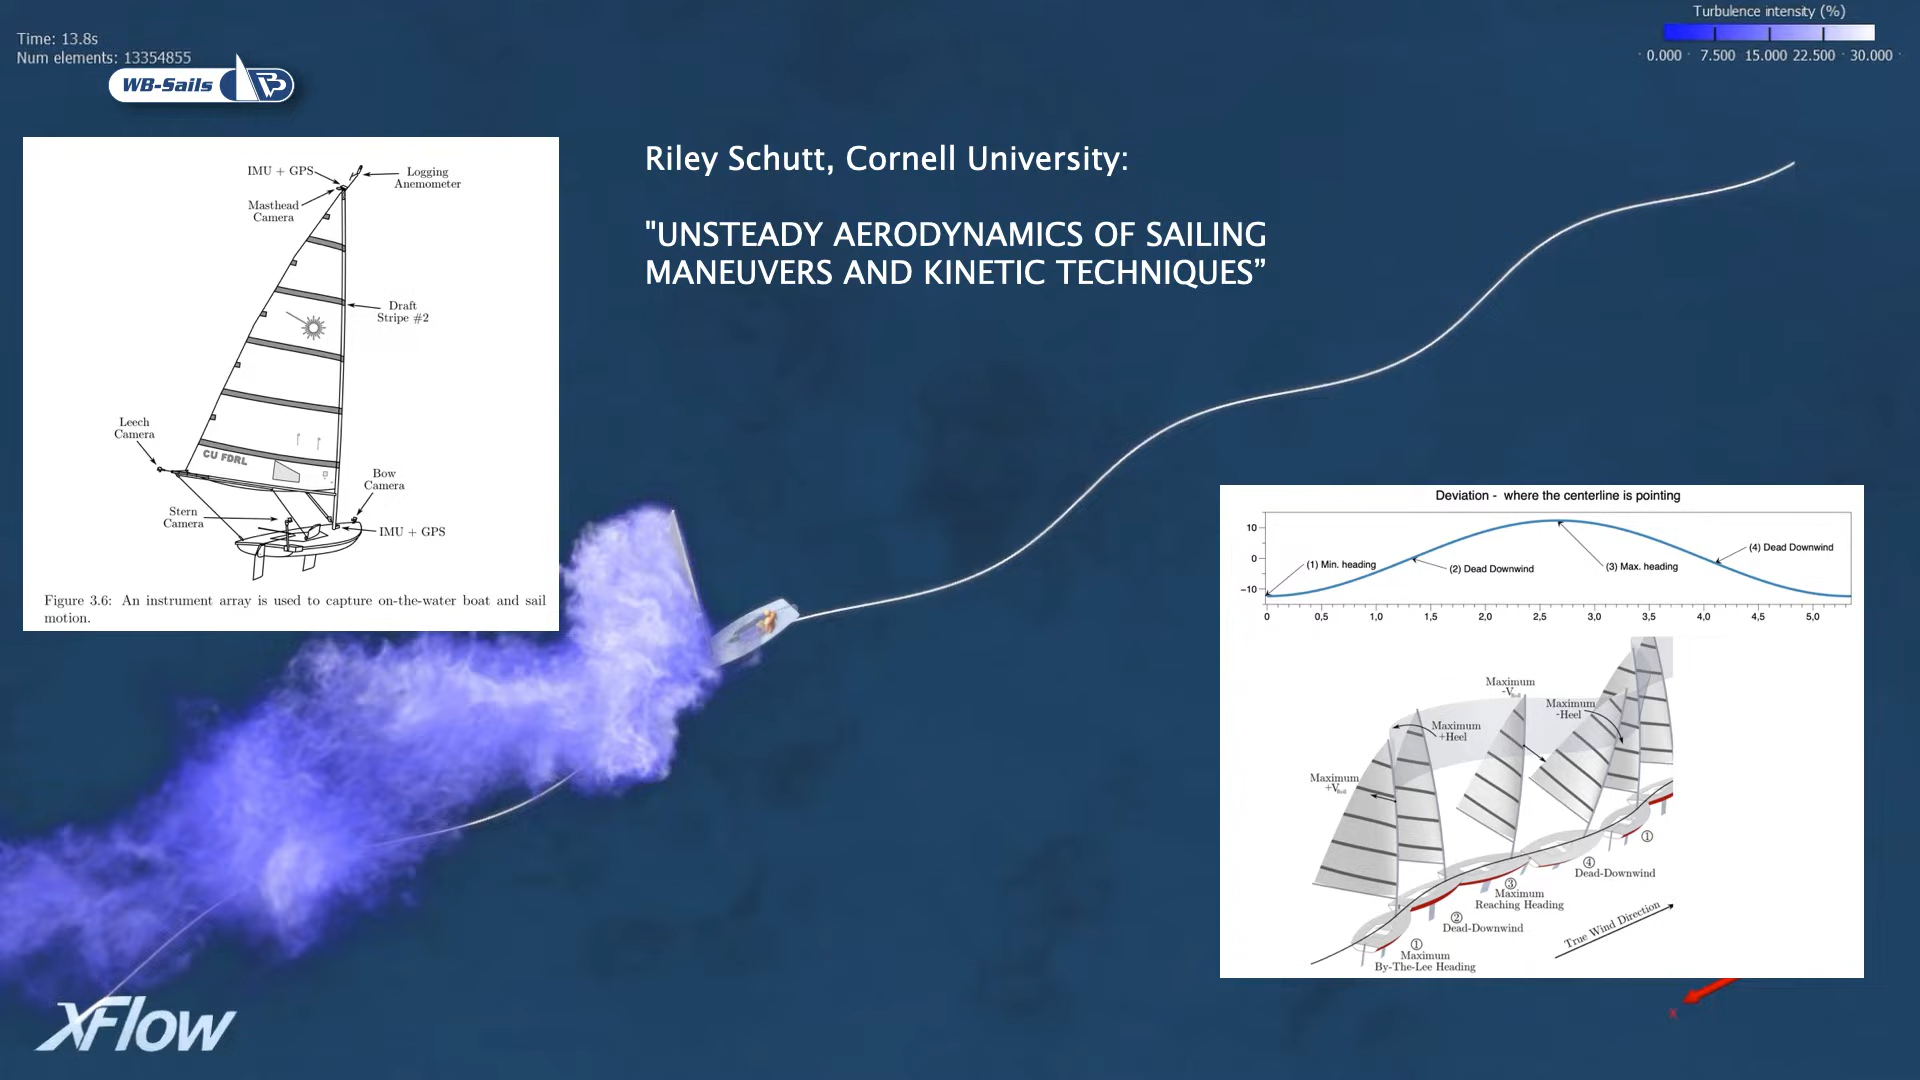 Time: 13.8s
Num elements: 13354855
WB-Sails
Turbulence intensity (%)
0.000 7.500 15.000 22.500 30.000
Riley Schutt, Cornell University:
"UNSTEADY AERODYNAMICS OF SAILING
MANEUVERS AND KINETIC TECHNIQUES”
IMU + GPS
Logging
Anemometer
Masthead
Camera
Draft
Stripe #2
Leech
Camera
CU FDRL
Bow
Camera
Stern
Camera
IMU + GPS
Figure 3.6: An instrument array is used to capture on-the-water boat and sail
motion.
Deviation - where the centerline is pointing
10
0
-10
(1) Min. heading
(2) Dead Downwind
(3) Max. heading
(4) Dead Downwind
0 0,5 1,0 1,5 2,0 2,5 3,0 3,5 4,0 4,5 5,0
Maximum
-V
Maximum
-Heel
Maximum
+Heel
Maximum
+V
①
④
Dead-Downwind
③
Maximum
Reaching Heading
②
Dead-Downwind
①
Maximum
By-The-Lee Heading
True Wind Direction
x
XFlow